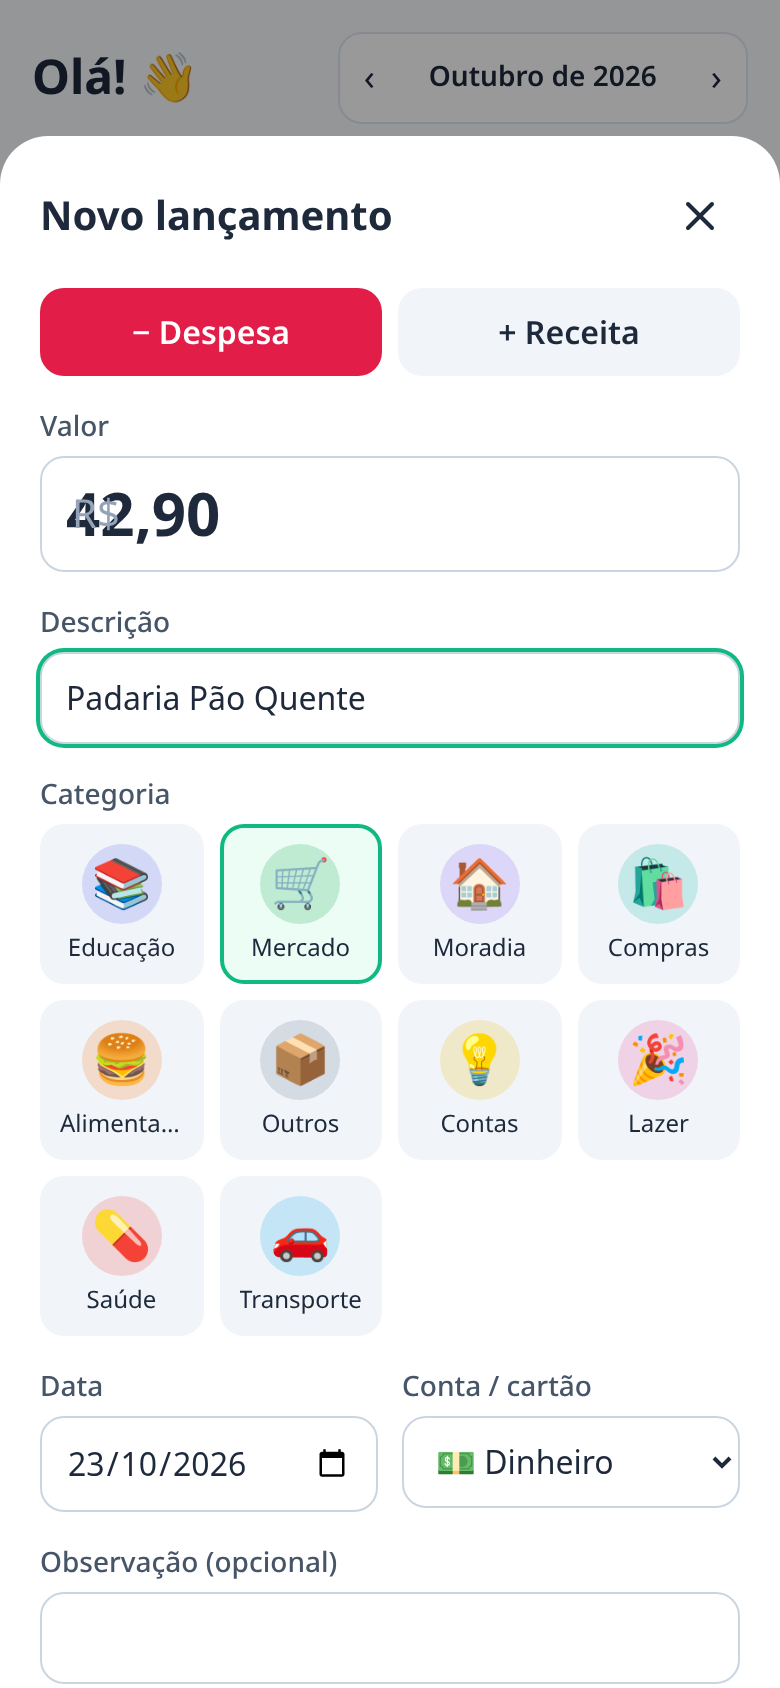 Olá! 👋
‹ Outubro de 2026 ›
Novo lançamento
− Despesa
+ Receita
Valor
R$ 42,90
Descrição
Padaria Pão Quente
Categoria
Educação
Mercado
Moradia
Compras
Alimenta...
Outros
Contas
Lazer
Saúde
Transporte
Data
Conta / cartão
23/10/2026
Dinheiro
Observação (opcional)